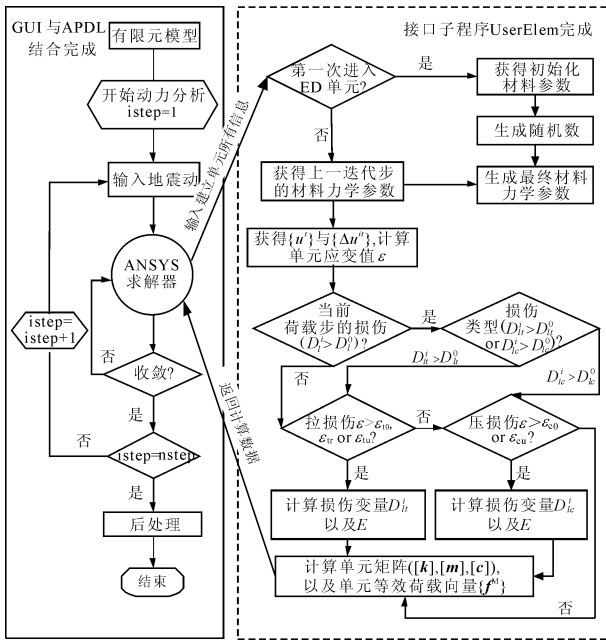 GUI 与APDL
结合完成
有限元模型
开始动力分析
istep=1
输入地震动
ANSYS
求解器
istep=
istep+1
否
收敛?
是
否
istep=nstep
是
后处理
结束
输入建立单元所有信息
返回计算数据
接口子程序UserElem完成
第一次进入
ED 单元?
是
获得初始化
材料参数
生成随机数
生成最终材料
力学参数
否
获得上一迭代步
的材料力学参数
获得{u^t}与{Δu^n},计算
单元应变值 ε
当前
荷载步的损伤
(D_l^i>D_l^0)?
是
损伤
类型(D_lt^i>D_lt^0
orD_lc^i>D_lc^0)?
否
D_lt^i>D_lt^0
D_lc^i>D_lc^0
拉损伤ε>ε_t0,
ε_tr or ε_tu?
否
压损伤ε>ε_c0
or ε_cu?
是
是
计算损伤变量D_lt^i
以及E
计算损伤变量D_lc^i
以及E
计算单元矩阵([k],[m],[c]),
以及单元等效荷载向量{f^M}
否